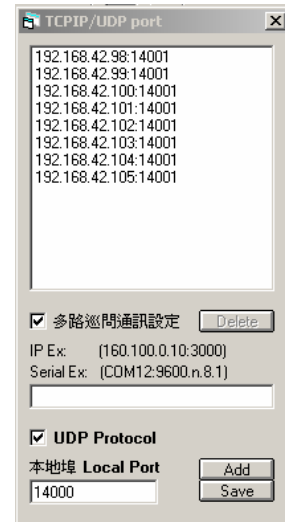 TCPIP/UDP port
192.168.42.98:14001
192.168.42.99:14001
192.168.42.100:14001
192.168.42.101:14001
192.168.42.102:14001
192.168.42.103:14001
192.168.42.104:14001
192.168.42.105:14001
多路巡問通訊設定 Delete
IP Ex: (160.100.0.10:3000)
Serial Ex: (COM12:9600.n.8.1)
UDP Protocol
本地埠 Local Port Add
14000 Save